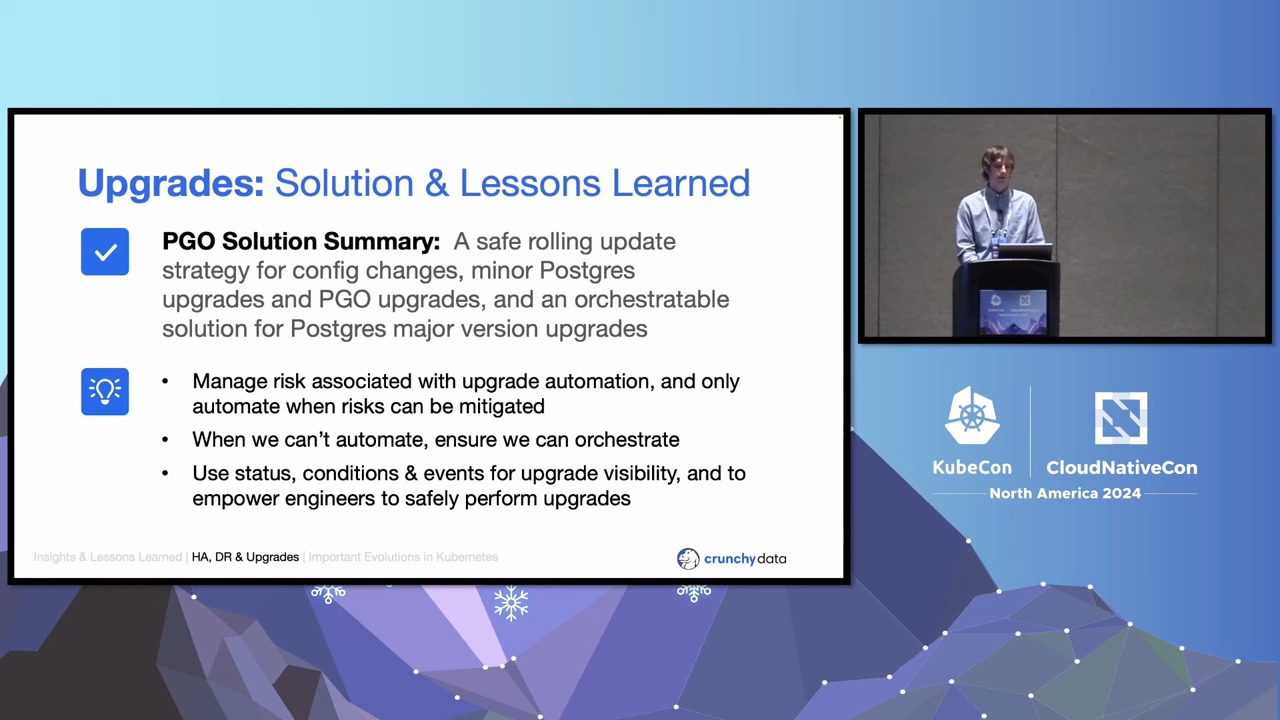 Upgrades: Solution & Lessons Learned
PGO Solution Summary: A safe rolling update
strategy for config changes, minor Postgres
upgrades and PGO upgrades, and an orchestratable
solution for Postgres major version upgrades
• Manage risk associated with upgrade automation, and only
automate when risks can be mitigated
• When we can’t automate, ensure we can orchestrate
• Use status, conditions & events for upgrade visibility, and to
empower engineers to safely perform upgrades
Insights & Lessons Learned | HA, DR & Upgrades | Important Evolutions in Kubernetes
crunchydata
KubeCon
CloudNativeCon
North America 2024